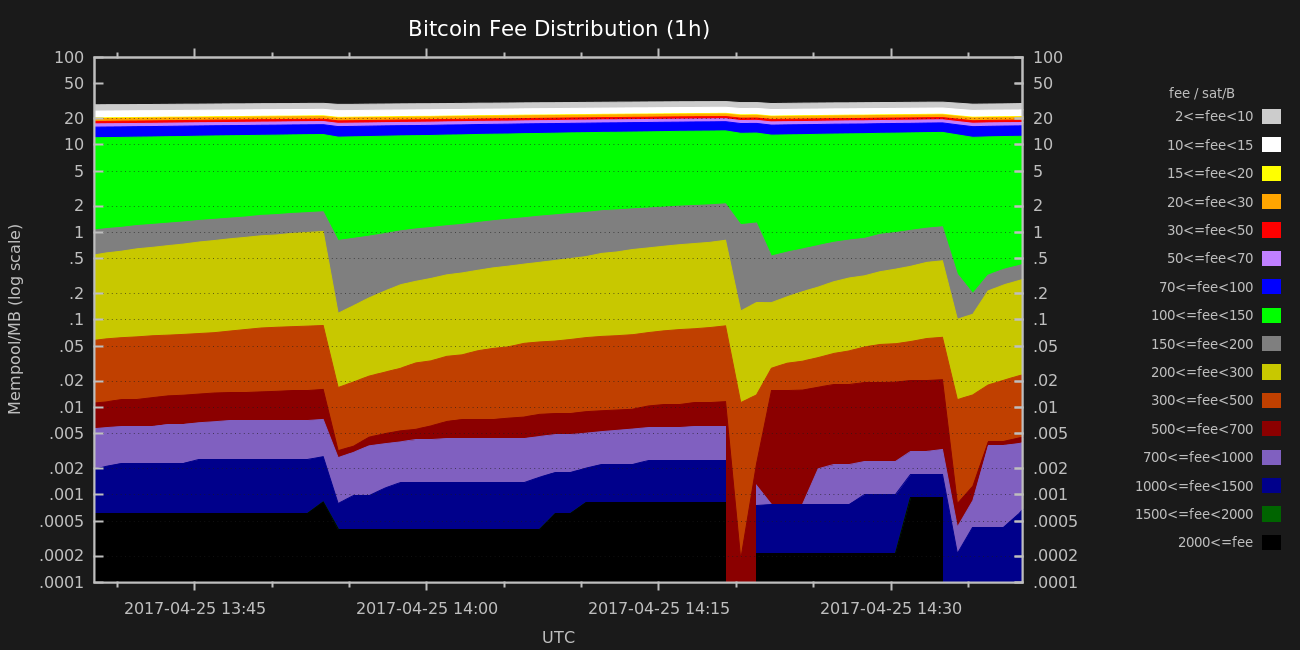 Bitcoin Fee Distribution (1h)
100
50
20
10
5
2
1
.5
.2
.1
.05
.02
.01
.005
.002
.001
.0005
.0002
.0001
Mempool/MB (log scale)
100
50
20
10
5
2
1
.5
.2
.1
.05
.02
.01
.005
.002
.001
.0005
.0002
.0001
2017-04-25 13:45
2017-04-25 14:00
2017-04-25 14:15
2017-04-25 14:30
UTC
fee / sat/B
2<=fee<10
10<=fee<15
15<=fee<20
20<=fee<30
30<=fee<50
50<=fee<70
70<=fee<100
100<=fee<150
150<=fee<200
200<=fee<300
300<=fee<500
500<=fee<700
700<=fee<1000
1000<=fee<1500
1500<=fee<2000
2000<=fee